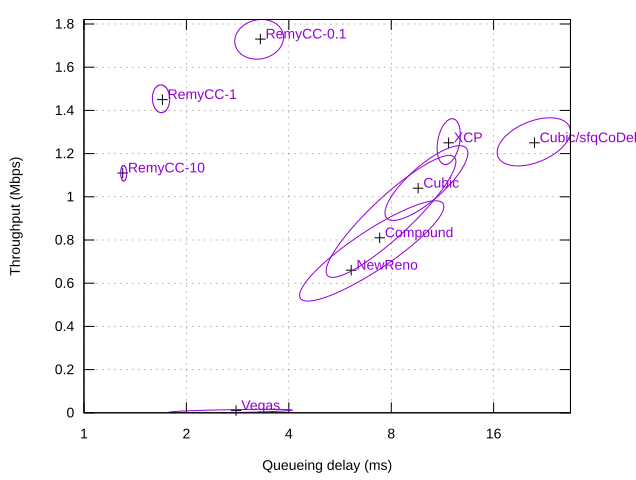 1.8
1.6
1.4
1.2
1
0.8
0.6
0.4
0.2
0
Throughput (Mbps)
RemyCC-0.1
RemyCC-1
RemyCC-10
XCP
Cubic/sfqCoDel
Cubic
Compound
NewReno
Vegas
1 2 4 8 16
Queueing delay (ms)